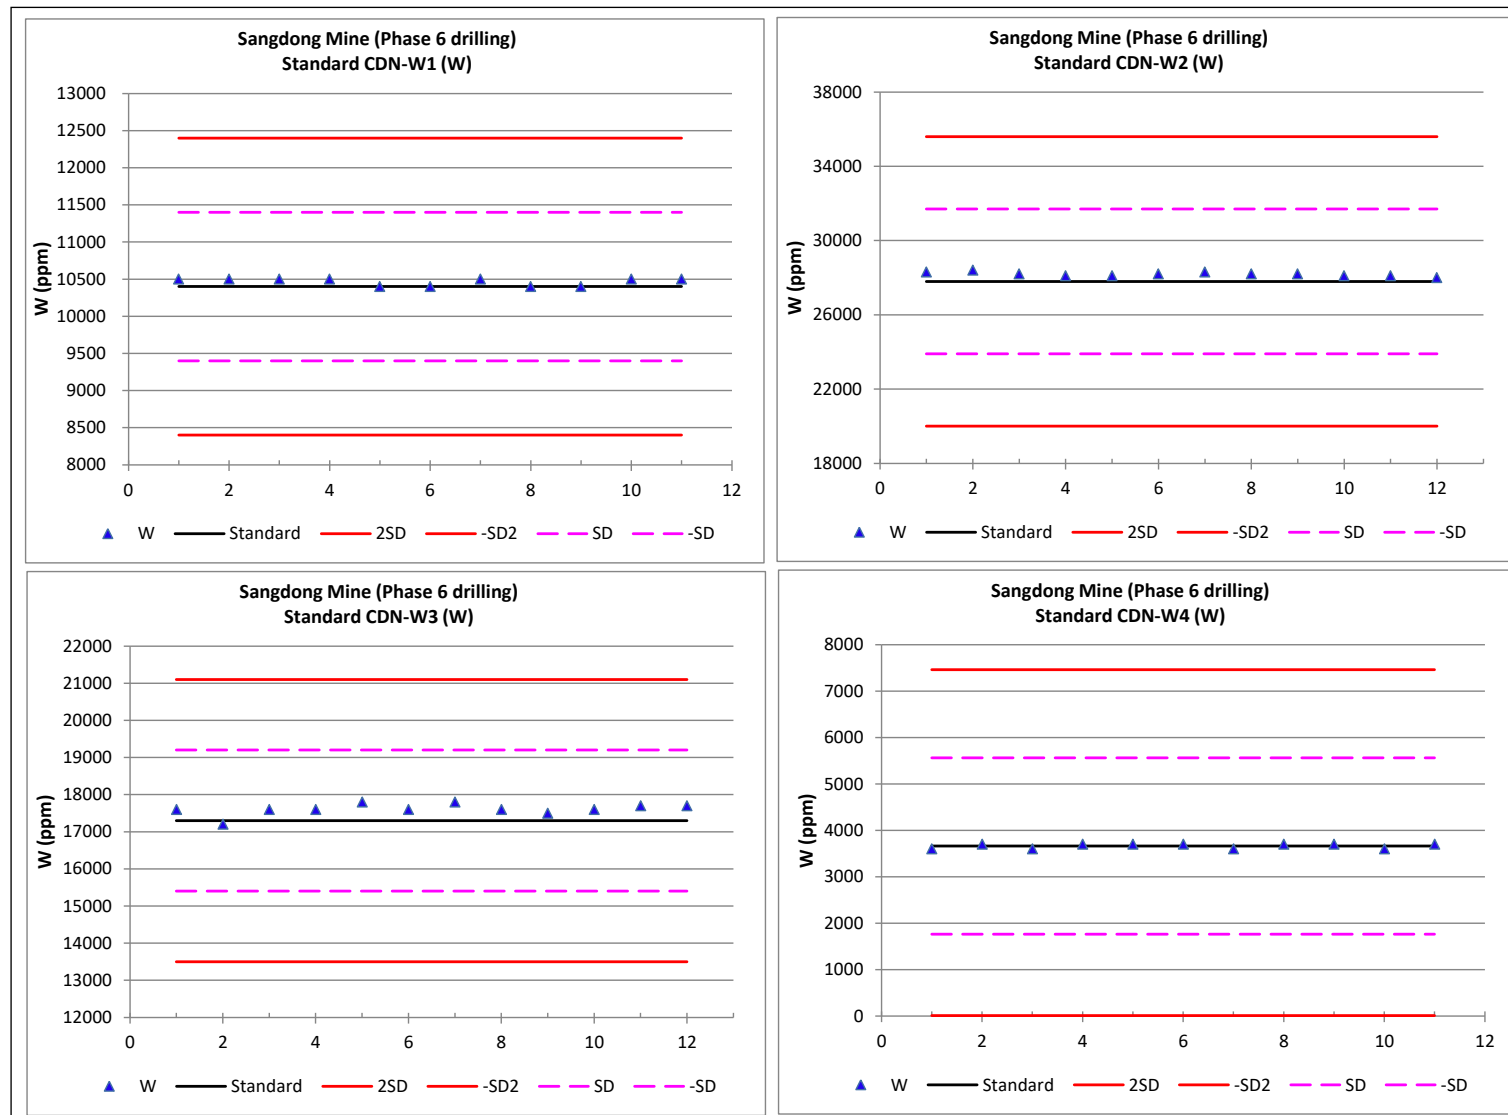 Sangdong Mine (Phase 6 drilling)
Standard CDN-W1 (W)
13000
12500
12000
11500
11000
10500
10000
9500
9000
8500
8000
W (ppm)
0 2 4 6 8 10 12
W Standard 2SD -SD2 SD -SD
Sangdong Mine (Phase 6 drilling)
Standard CDN-W2 (W)
38000
34000
30000
26000
22000
18000
W (ppm)
0 2 4 6 8 10 12
W Standard 2SD -SD2 SD -SD
Sangdong Mine (Phase 6 drilling)
Standard CDN-W3 (W)
22000
21000
20000
19000
18000
17000
16000
15000
14000
13000
12000
W (ppm)
0 2 4 6 8 10 12
W Standard 2SD -SD2 SD -SD
Sangdong Mine (Phase 6 drilling)
Standard CDN-W4 (W)
8000
7000
6000
5000
4000
3000
2000
1000
0
W (ppm)
0 2 4 6 8 10 12
W Standard 2SD -SD2 SD -SD